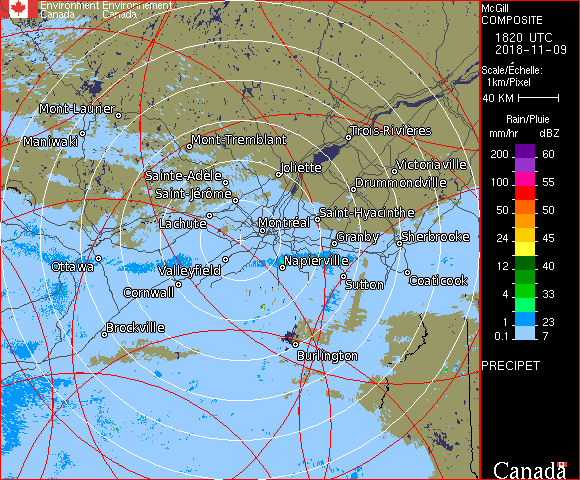 Environment Environnement
Canada Canada
McGill
COMPOSITE
1820 UTC
2018-11-09
Scale/Échelle:
1km/Pixel
40 KM
Rain/Pluie
mm/hr dBZ
200 60
100 55
50 50
24 45
12 40
4 33
2 28
1 23
0.1 7
PRECIPET
Canada
Mont-Laurier
Trois-Rivières
Maniwaki
Mont-Tremblant
Victoriaville
Joliette
Sainte-Adèle
Drummondville
Saint-Jérôme
Saint-Hyacinthe
Lachute
Montréal
Granby
Sherbrooke
Ottawa
Valleyfield
Napierville
Coaticook
Sutton
Cornwall
Brockville
Burlington